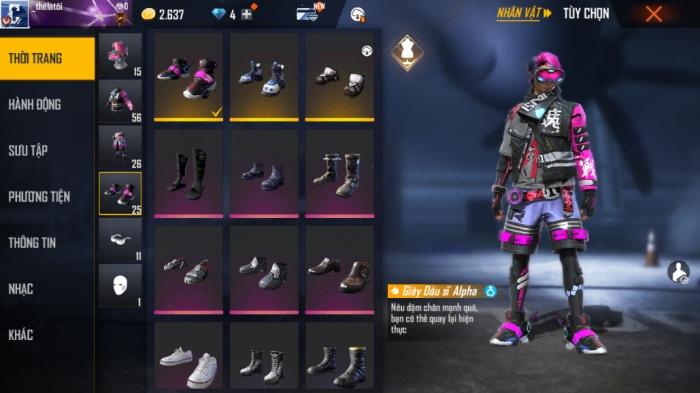 thelàtôi
2.637
4
NEW
NHÂN VẬT
TÙY CHỌN
THỜI TRANG
HÀNH ĐỘNG
SƯU TẬP
PHƯƠNG TIỆN
THÔNG TIN
NHẠC
KHÁC
15
56
26
25
11
1
Giày Đấu sĩ Alpha
Nếu dậm chân mạnh quá,
bạn có thể quay lại hiện
thực